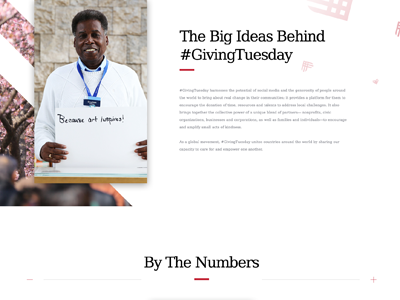 The Big Ideas Behind
#GivingTuesday
#GivingTuesday harnesses the potential of social media and the generosity of people around
the world to bring about real change in their communities; it provides a platform for them to
encourage the donation of time, resources and talents to address local challenges. It also
brings together the collective power of a unique blend of partners— nonprofits, civic
organizations, businesses and corporations, as well as families and individuals—to encourage
and amplify small acts of kindness.
As a global movement, #GivingTuesday unites countries around the world by sharing our
capacity to care for and empower one another.
Because art inspires!
By The Numbers